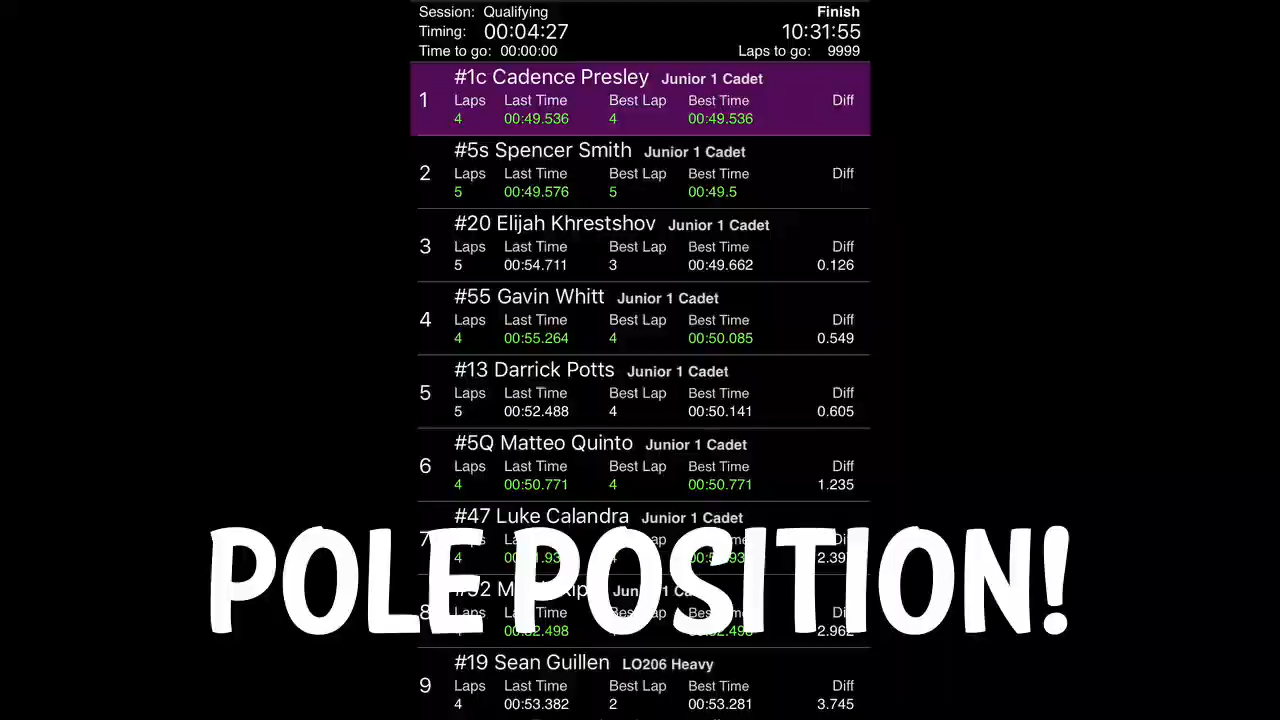 Session: Qualifying Finish
Timing: 00:04:27 10:31:55
Time to go: 00:00:00 Laps to go: 9999
#1c Cadence Presley Junior 1 Cadet
1 Laps Last Time Best Lap Best Time Diff
4 00:49.536 4 00:49.536
#5s Spencer Smith Junior 1 Cadet
2 Laps Last Time Best Lap Best Time Diff
5 00:49.576 5 00:49.5
#20 Elijah Khrestshov Junior 1 Cadet
3 Laps Last Time Best Lap Best Time Diff
5 00:54.711 3 00:49.662 0.126
#55 Gavin Whitt Junior 1 Cadet
4 Laps Last Time Best Lap Best Time Diff
4 00:55.264 4 00:50.085 0.549
#13 Darrick Potts Junior 1 Cadet
5 Laps Last Time Best Lap Best Time Diff
5 00:52.488 4 00:50.141 0.605
#5Q Matteo Quinto Junior 1 Cadet
6 Laps Last Time Best Lap Best Time Diff
4 00:50.771 4 00:50.771 1.235
#47 Luke Calandra Junior 1 Cadet
7
4 2.397
POLE POSITION!
8 Laps Last Time Best Lap
2.962
#19 Sean Guillen LO206 Heavy
9 Laps Last Time Best Lap Best Time Diff
4 00:53.382 2 00:53.281 3.745